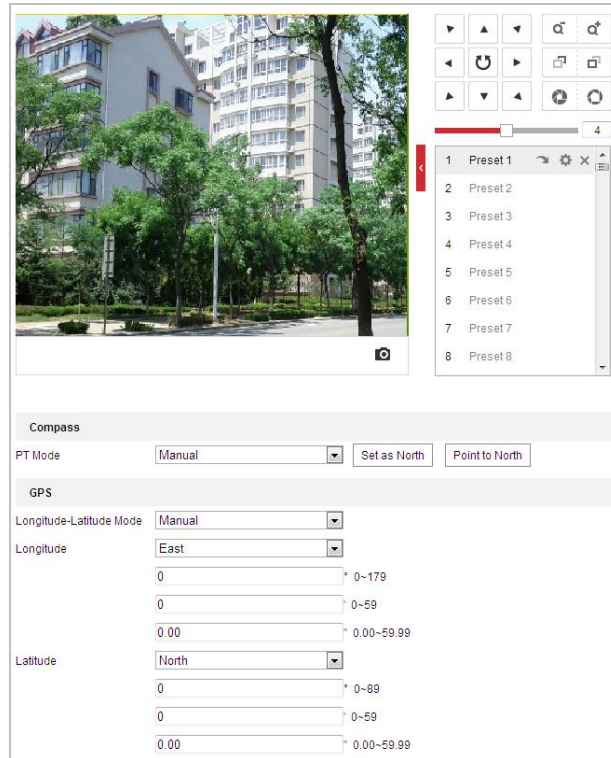 4
1 Preset 1
2 Preset 2
3 Preset 3
4 Preset 4
5 Preset 5
6 Preset 6
7 Preset 7
8 Preset 8
Compass
PT Mode Manual Set as North Point to North
GPS
Longitude-Latitude Mode Manual
Longitude East
0 ° 0~179
0 ' 0~59
0.00 " 0.00~59.99
Latitude North
0 ° 0~89
0 ' 0~59
0.00 " 0.00~59.99